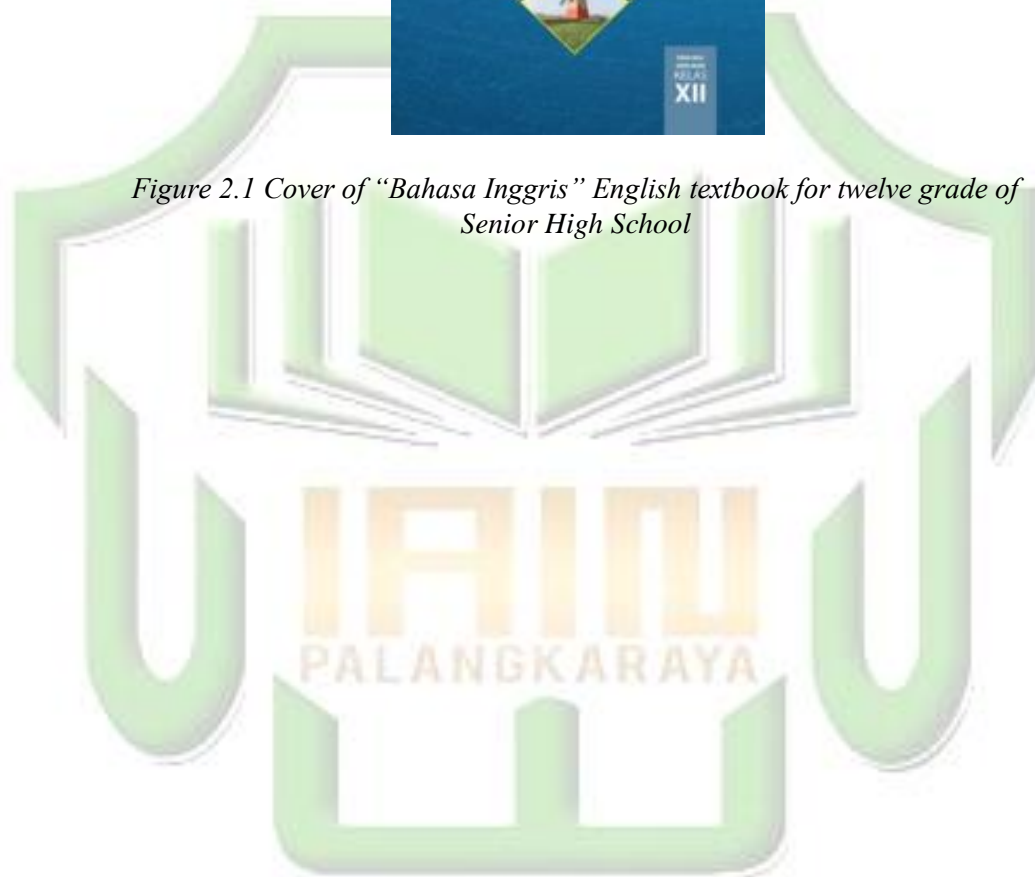 KELAS
XII
Figure 2.1 Cover of “Bahasa Inggris” English textbook for twelve grade of
Senior High School
IAIN
PALANGKARAYA